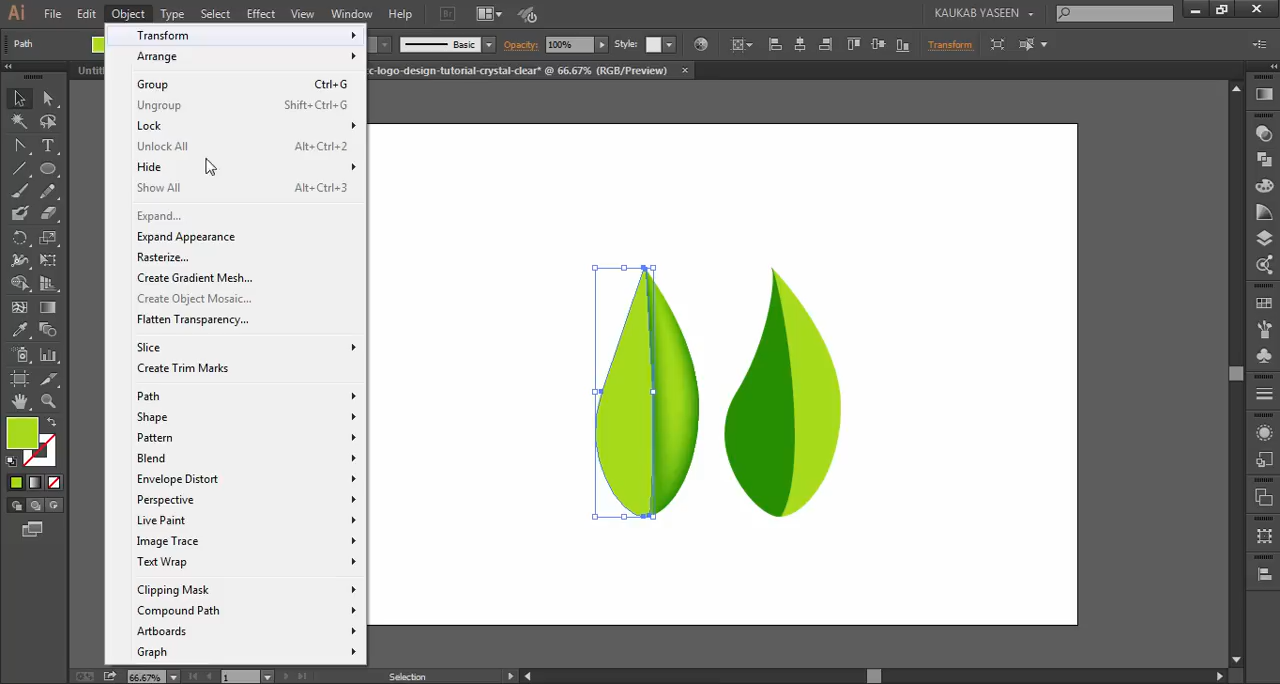 Ai File Edit Object Type Select Effect View Window Help Br KAUKAB YASEEN
Path Basic Opacity: 100% Style: Transform
cc-logo-design-tutorial-crystal-clear* @ 66.67% (RGB/Preview) ×
Transform
Arrange
Group Ctrl+G
Ungroup Shift+Ctrl+G
Lock
Unlock All Alt+Ctrl+2
Hide
Show All Alt+Ctrl+3
Expand...
Expand Appearance
Rasterize...
Create Gradient Mesh...
Create Object Mosaic...
Flatten Transparency...
Slice
Create Trim Marks
Path
Shape
Pattern
Blend
Envelope Distort
Perspective
Live Paint
Image Trace
Text Wrap
Clipping Mask
Compound Path
Artboards
Graph
66.67% 1 Selection